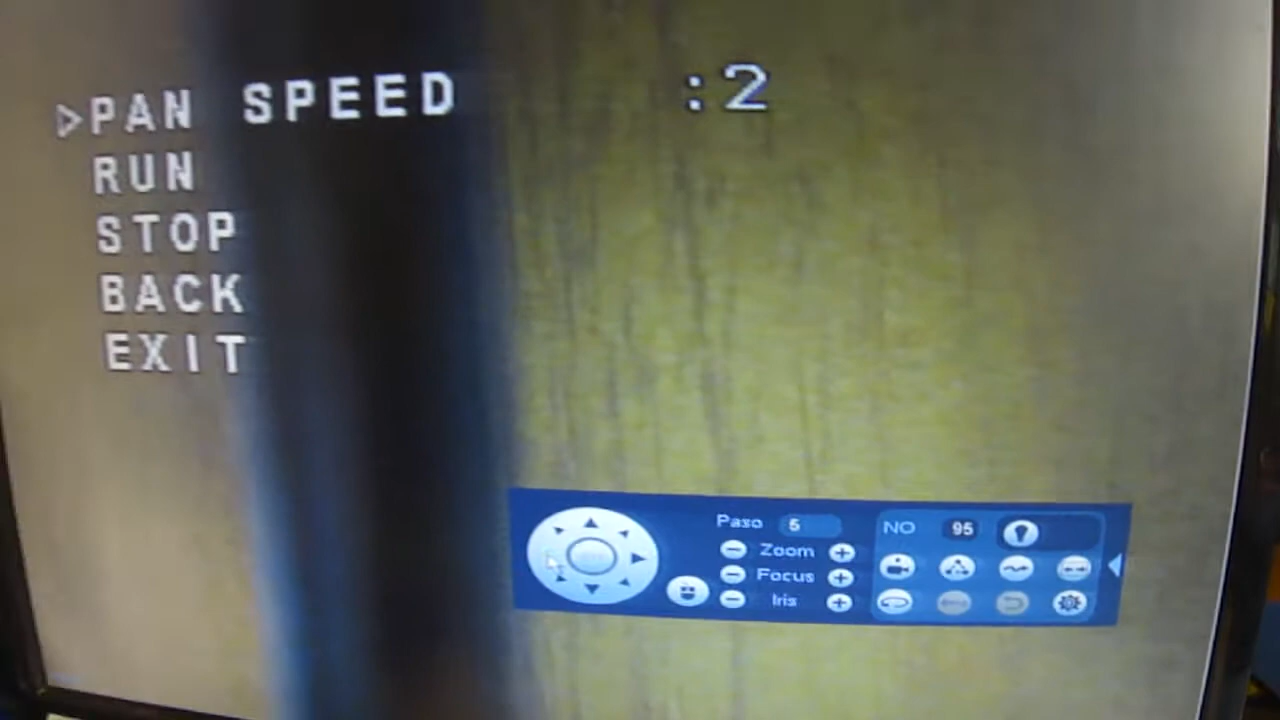 ▷PAN SPEED :2
RUN
STOP
BACK
EXIT
Paso 5
Zoom
Focus
Iris
NO 95